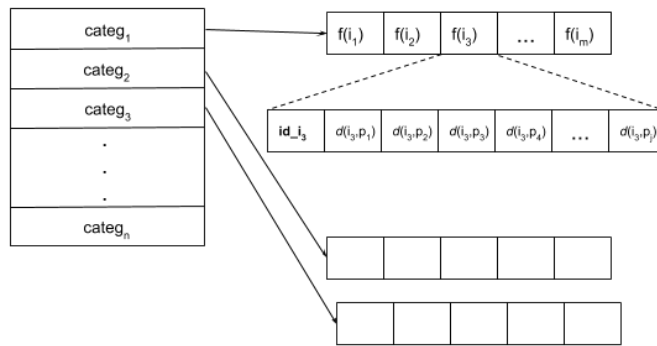 categ₁
categ₂
categ₃
.
.
.
categₙ
f(i₁) f(i₂) f(i₃) ... f(iₘ)
id_i₃ d(i₃,p₁) d(i₃,p₂) d(i₃,p₃) d(i₃,p₄) ... d(i₃,pⱼ)